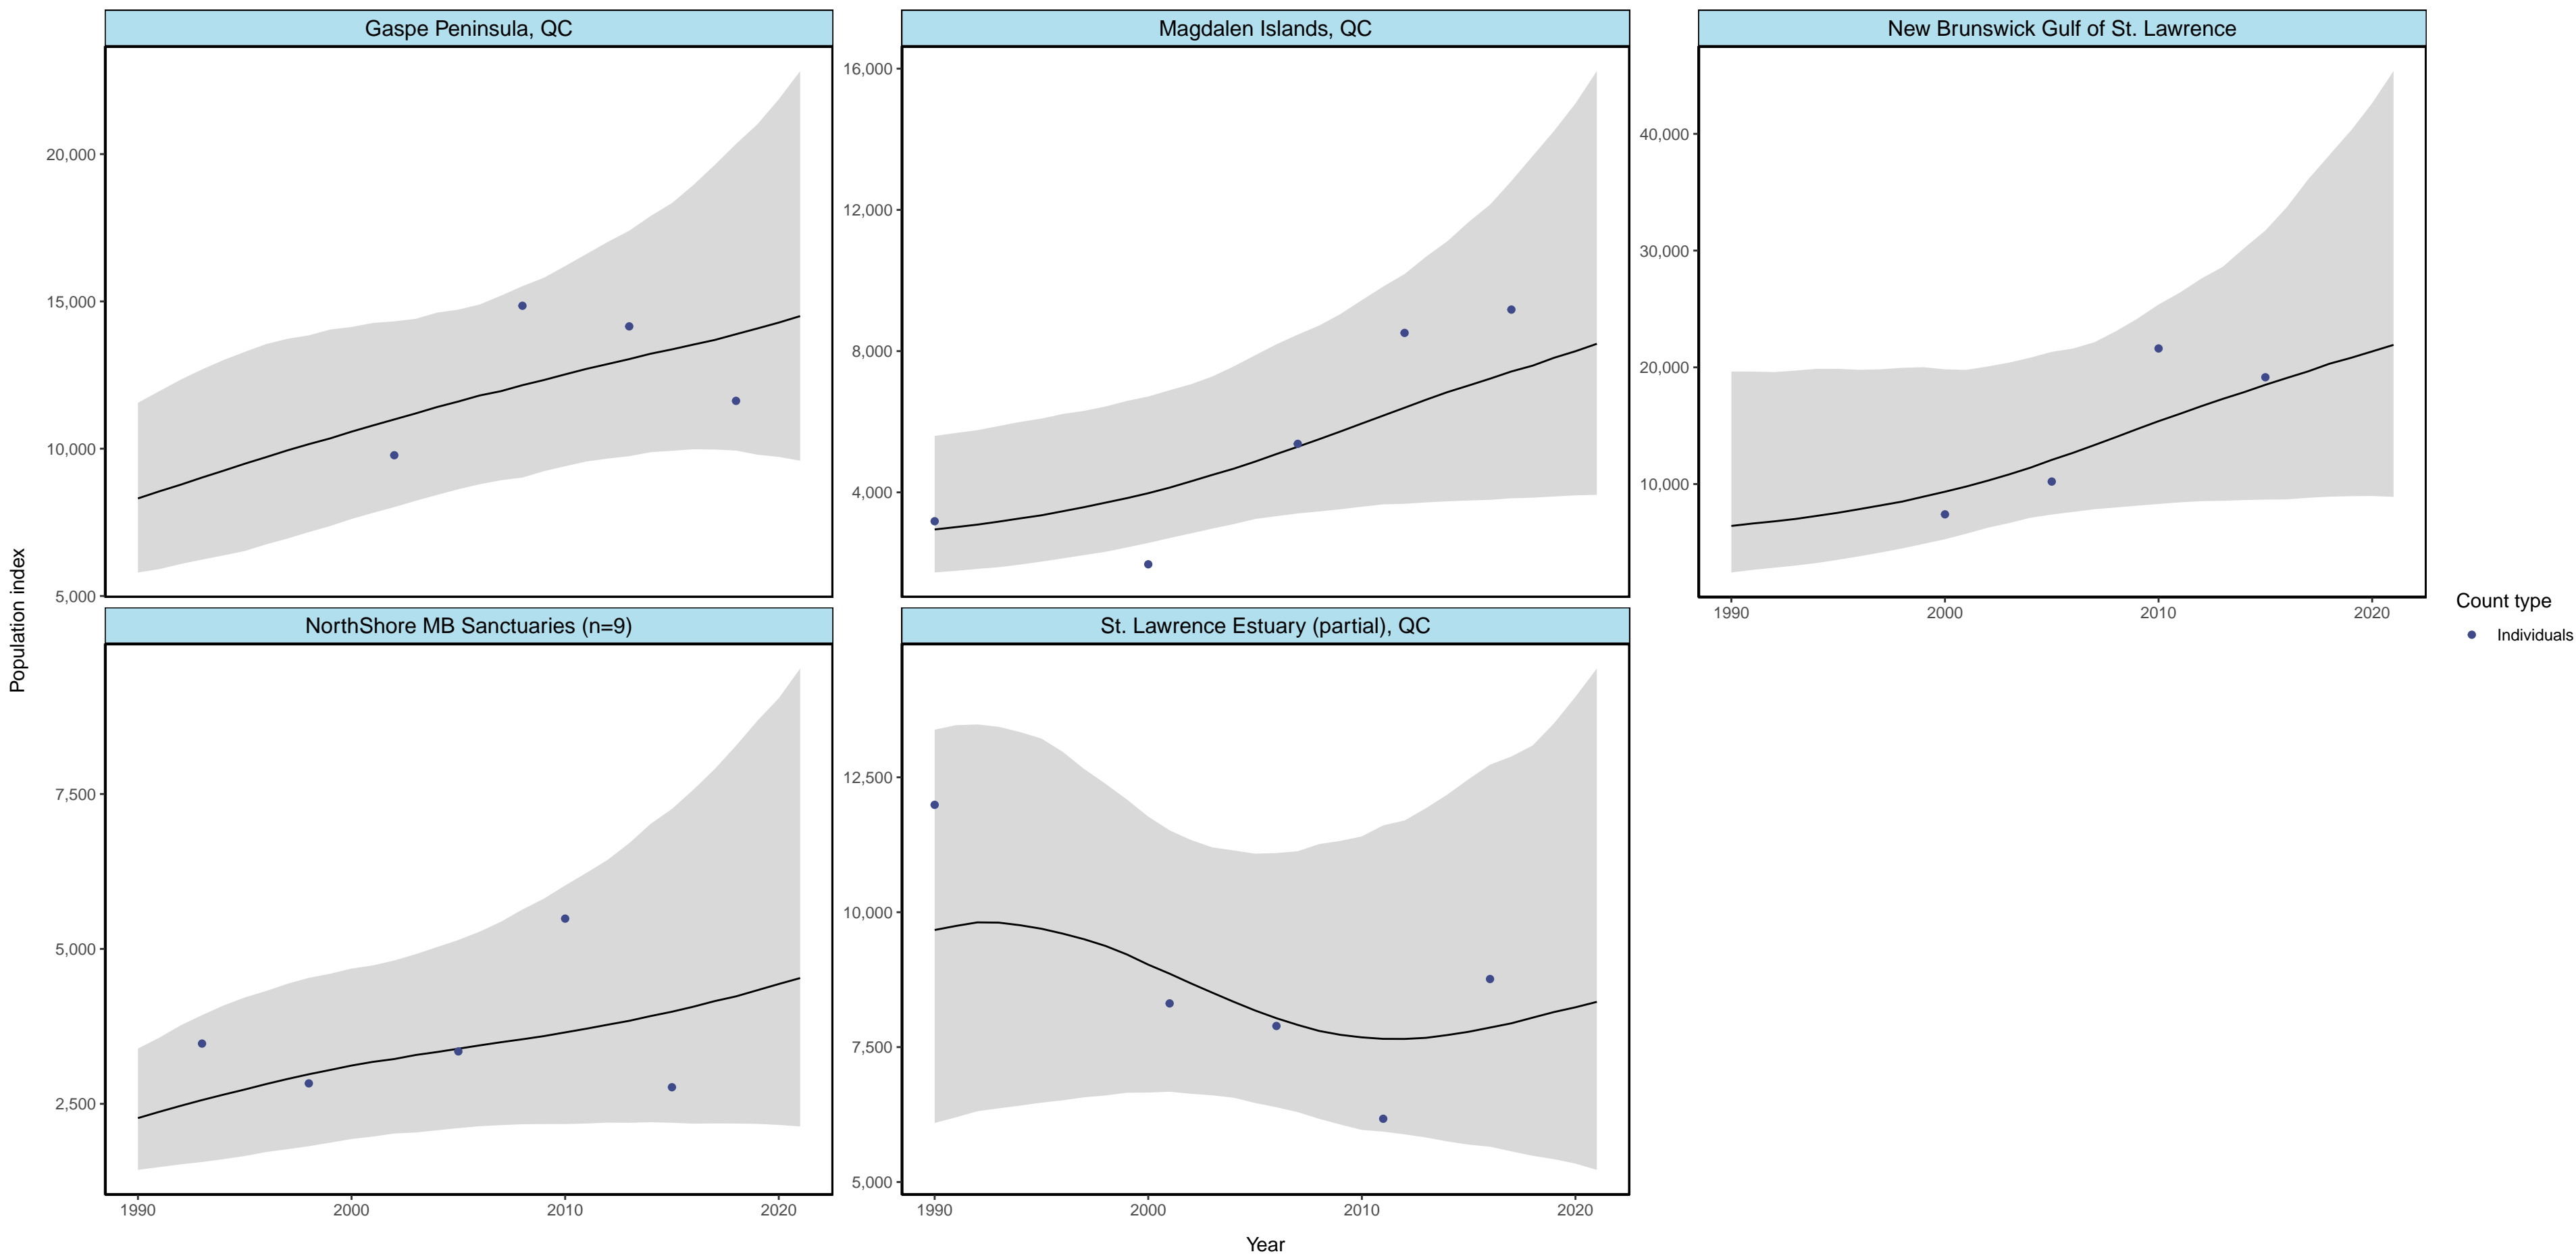 Gaspe Peninsula, QC
Magdalen Islands, QC
New Brunswick Gulf of St. Lawrence
20,000
15,000
10,000
5,000
16,000
12,000
8,000
4,000
40,000
30,000
20,000
10,000
1990 2000 2010 2020
Population index
Count type
Individuals
NorthShore MB Sanctuaries (n=9)
St. Lawrence Estuary (partial), QC
7,500
5,000
2,500
12,500
10,000
7,500
5,000
1990 2000 2010 2020
1990 2000 2010 2020
Year